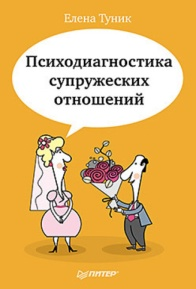 Елена Туник
Психодиагностика
супружеских
отношений
ПИТЕР